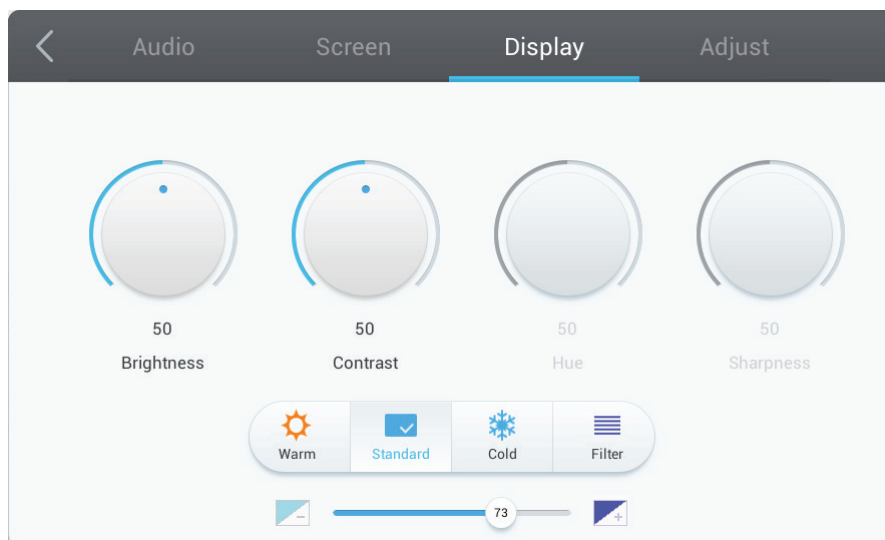 Audio Screen Display Adjust
50 50 50 50
Brightness Contrast Hue Sharpness
Warm Standard Cold Filter
73